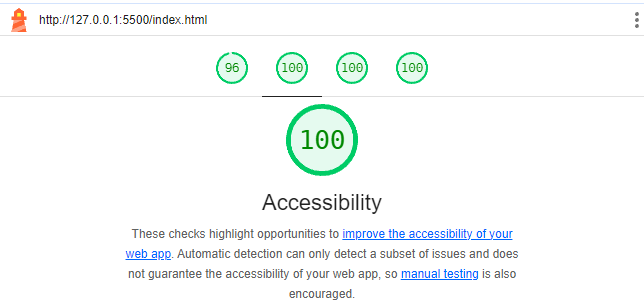 http://127.0.0.1:5500/index.html
96 100 100 100
100
Accessibility
These checks highlight opportunities to improve the accessibility of your
web app. Automatic detection can only detect a subset of issues and does
not guarantee the accessibility of your web app, so manual testing is also
encouraged.